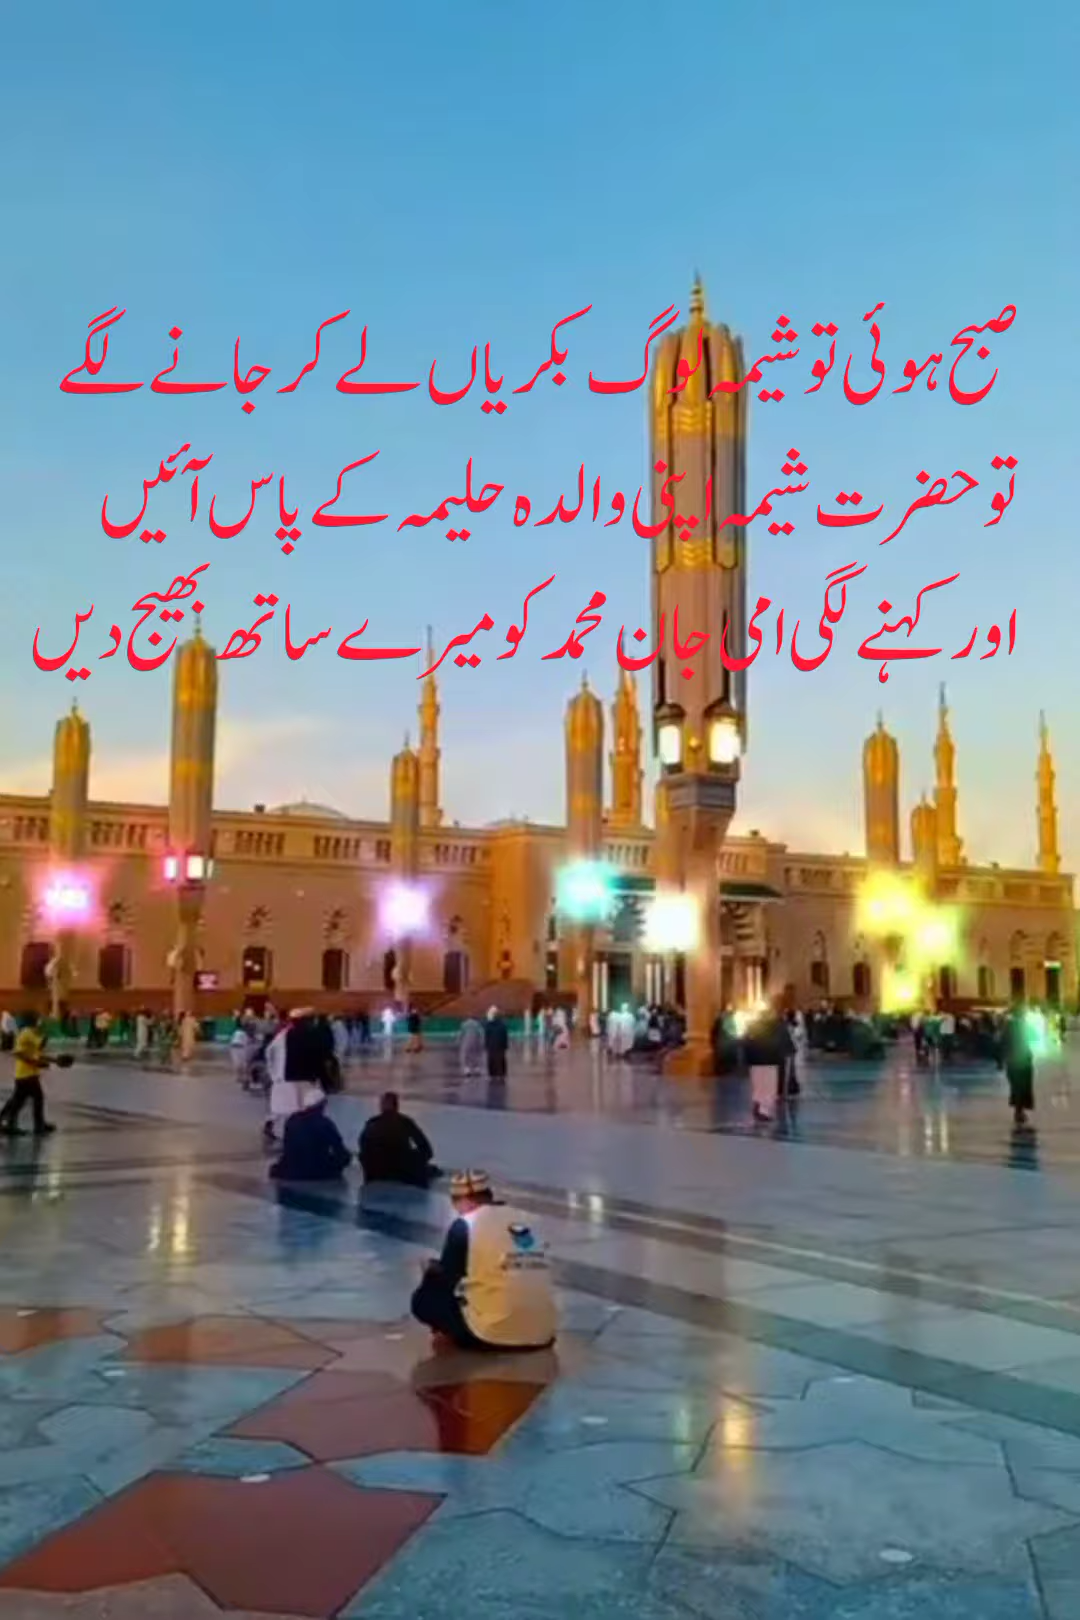 صبح ہوئی تو شیمہ لوگ بکریاں لے کر جانے لگے
تو حضرت شیمہ اپنی والدہ حلیمہ کے پاس آئیں
اور کہنے لگی امی جان محمد کو میرے ساتھ بھیج دیں